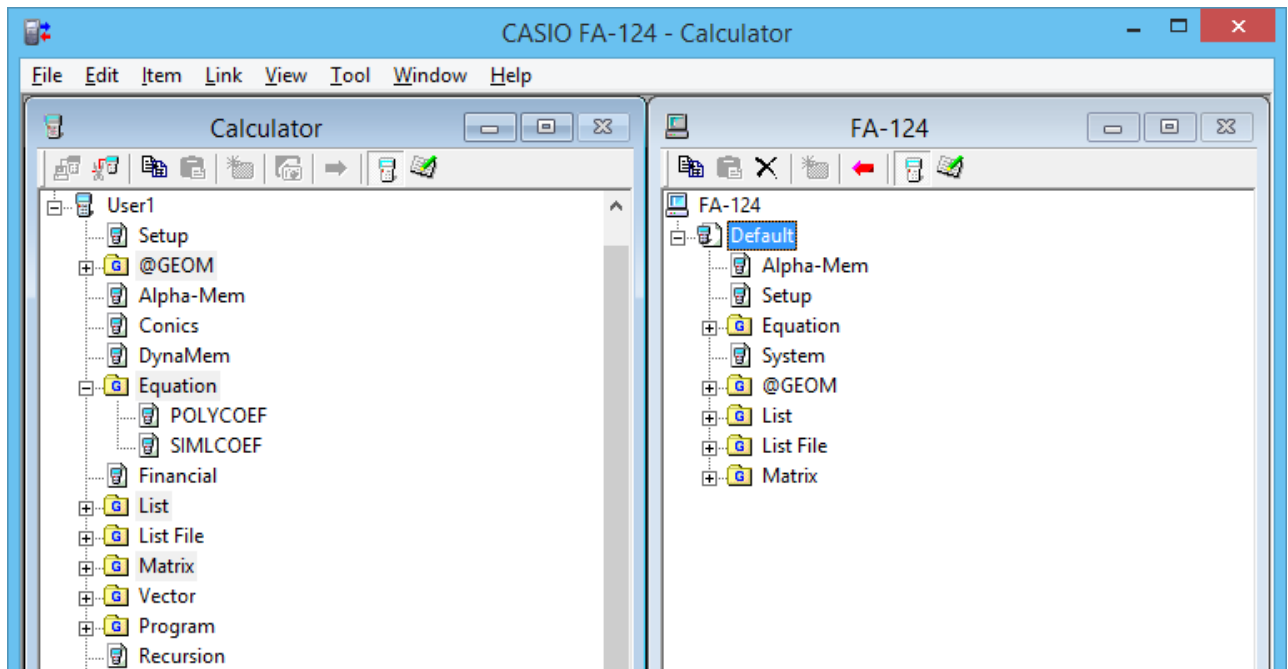 CASIO FA-124 - Calculator
File Edit Item Link View Tool Window Help
Calculator
User1
Setup
@GEOM
Alpha-Mem
Conics
DynaMem
Equation
POLYCOEF
SIMLCOEF
Financial
List
List File
Matrix
Vector
Program
Recursion
FA-124
FA-124
Default
Alpha-Mem
Setup
Equation
System
@GEOM
List
List File
Matrix